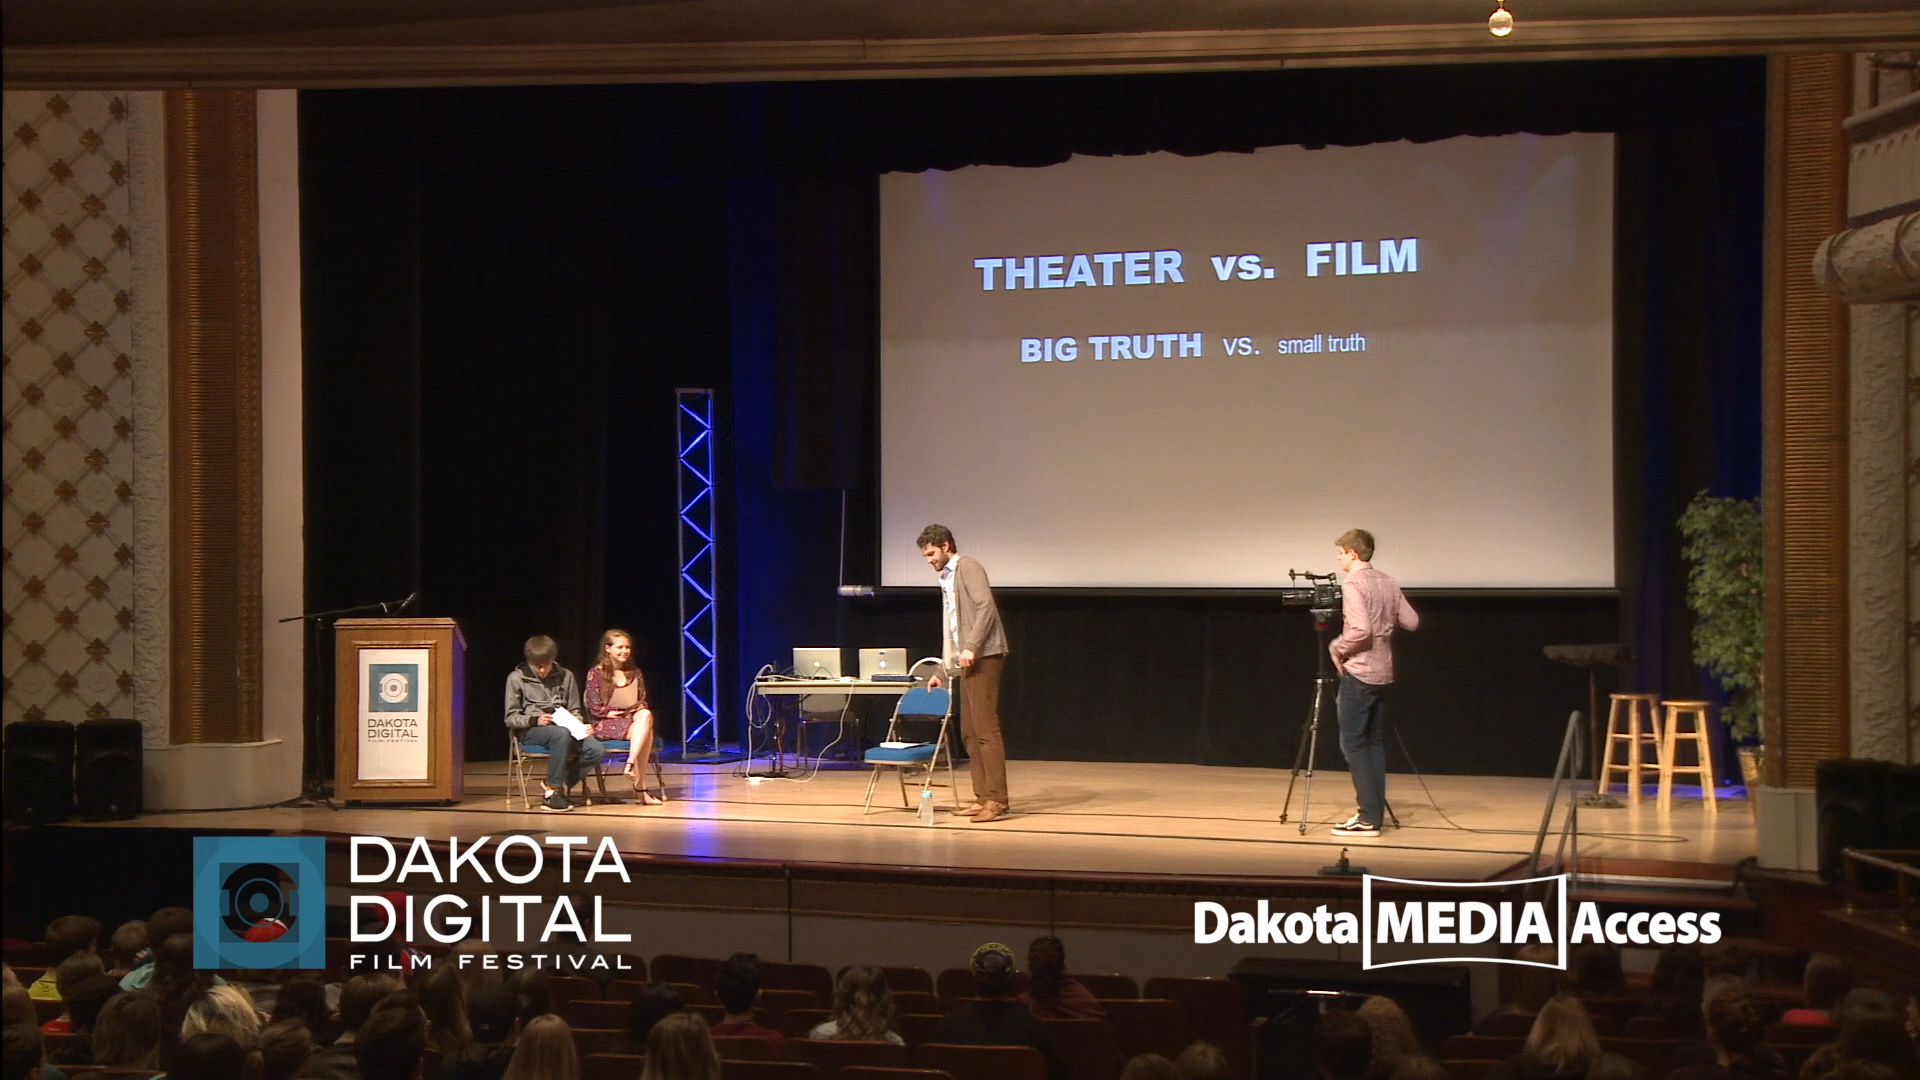 THEATER vs. FILM
BIG TRUTH vs. small truth
DAKOTA
DIGITAL
FILM FESTIVAL
DAKOTA
DIGITAL
FILM FESTIVAL
Dakota MEDIA Access